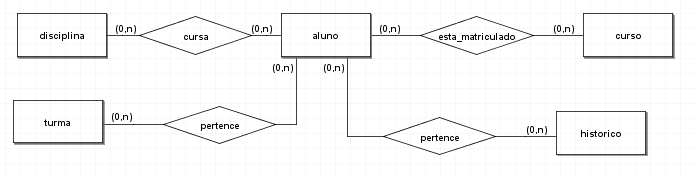 disciplina
(0,n)
cursa
(0,n)
aluno
(0,n)
esta_matriculado
(0,n)
curso
(0,n)
(0,n)
turma
(0,n)
pertence
pertence
(0,n)
historico